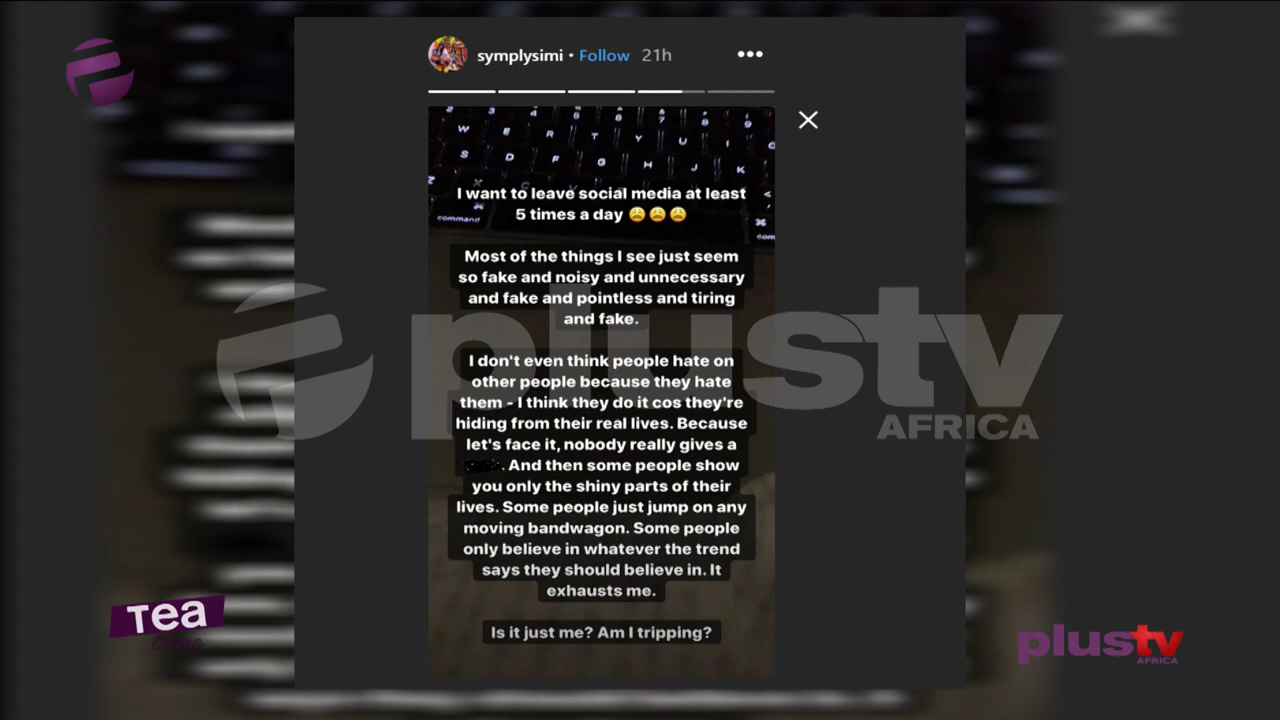 symplysimi • Follow 21h
W E R T Y U I
S D F G H J K
command
I want to leave social media at least
5 times a day 😩😩😩
Most of the things I see just seem
so fake and noisy and unnecessary
and fake and pointless and tiring
and fake.
I don't even think people hate on
other people because they hate
them - I think they do it cos they're
hiding from their real lives. Because
let's face it, nobody really gives a
. And then some people show
you only the shiny parts of their
lives. Some people just jump on any
moving bandwagon. Some people
only believe in whatever the trend
says they should believe in. It
exhausts me.
Is it just me? Am I tripping?
plustv
AFRICA
Tea
plustv
AFRICA